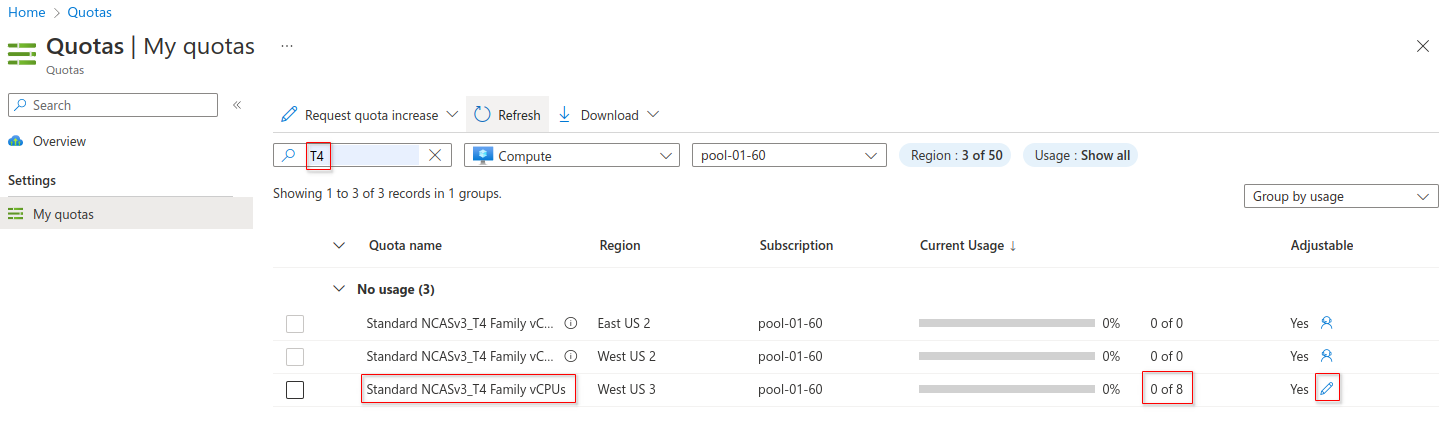 Home > Quotas
Quotas | My quotas ...
Quotas
Search «
Overview
Settings
My quotas
Request quota increase Refresh Download
T4 Compute pool-01-60 Region : 3 of 50 Usage : Show all
Showing 1 to 3 of 3 records in 1 groups.
Group by usage
Quota name Region Subscription Current Usage ↓ Adjustable
No usage (3)
Standard NCASv3_T4 Family vC... East US 2 pool-01-60 0% 0 of 0 Yes
Standard NCASv3_T4 Family vC... West US 2 pool-01-60 0% 0 of 0 Yes
Standard NCASv3_T4 Family vCPUs West US 3 pool-01-60 0% 0 of 8 Yes